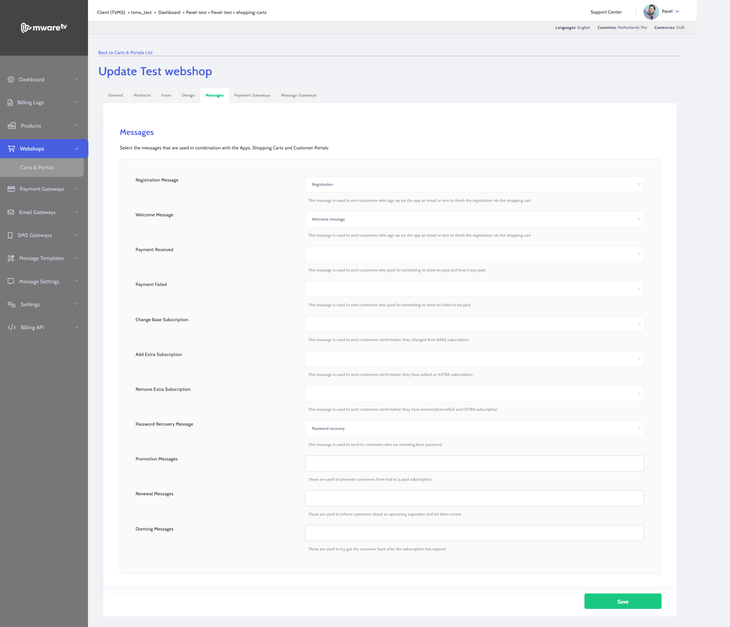 Client (TVMS) > tvms_test > Dashboard > Pavel-test > Pavel-test > shopping-carts
Support Center
Pavel
mwaretv
Languages: English
Countries: Netherlands The
Currencies: EUR
Back to Carts & Portals List
Update Test webshop
Dashboard
Billing Logs
Products
Webshops
Carts & Portals
Payment Gateways
Email Gateways
SMS Gateways
Message Templates
Message Settings
Settings
Billing API
General
Products
Form
Design
Messages
Payment Gateways
Message Gateways
Messages
Select the messages that are used in combination with the Apps, Shopping Carts and Customer Portals
Registration Message
Registration
This message is used to sent customers who sign up via the app an email or sms to finish the registration via the shopping cart
Welcome Message
Welcome message
This message is used to sent customers who sign up via the app an email or sms to finish the registration via the shopping cart
Payment Received
This message is used to sent customers who paid for something to show its paid and how it was paid
Payment Failed
This message is used to sent customers who paid for something to show its failed to be paid
Change Base Subscription
This message is used to sent customers confirmation they changed their BASE subscription
Add Extra Subscription
This message is used to sent customers confirmation they have added an EXTRA subscription
Remove Extra Subscription
This message is used to sent customers confirmation they have removed/cancelled and EXTRA subscription
Password Recovery Message
Password recovery
This message is used to send to customers who are resetting their password
Promotion Messages
These are used to promote customers from trial to a paid subscription
Renewal Messages
These are used to inform customers about an upcoming expiration and let them renew
Dunning Messages
These are used to try get the customer back after the subscription has expired
Save